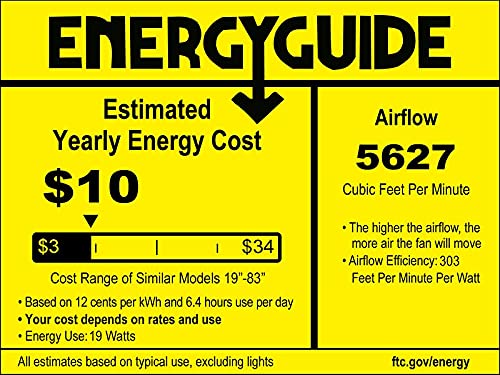 ENERGYGUIDE
Estimated
Yearly Energy Cost
$10
$3
$34
Cost Range of Similar Models 19”-83”
• Based on 12 cents per kWh and 6.4 hours use per day
• Your cost depends on rates and use
• Energy Use: 19 Watts
Airflow
5627
Cubic Feet Per Minute
• The higher the airflow, the
more air the fan will move
• Airflow Efficiency: 303
Feet Per Minute Per Watt
All estimates based on typical use, excluding lights
ftc.gov/energy